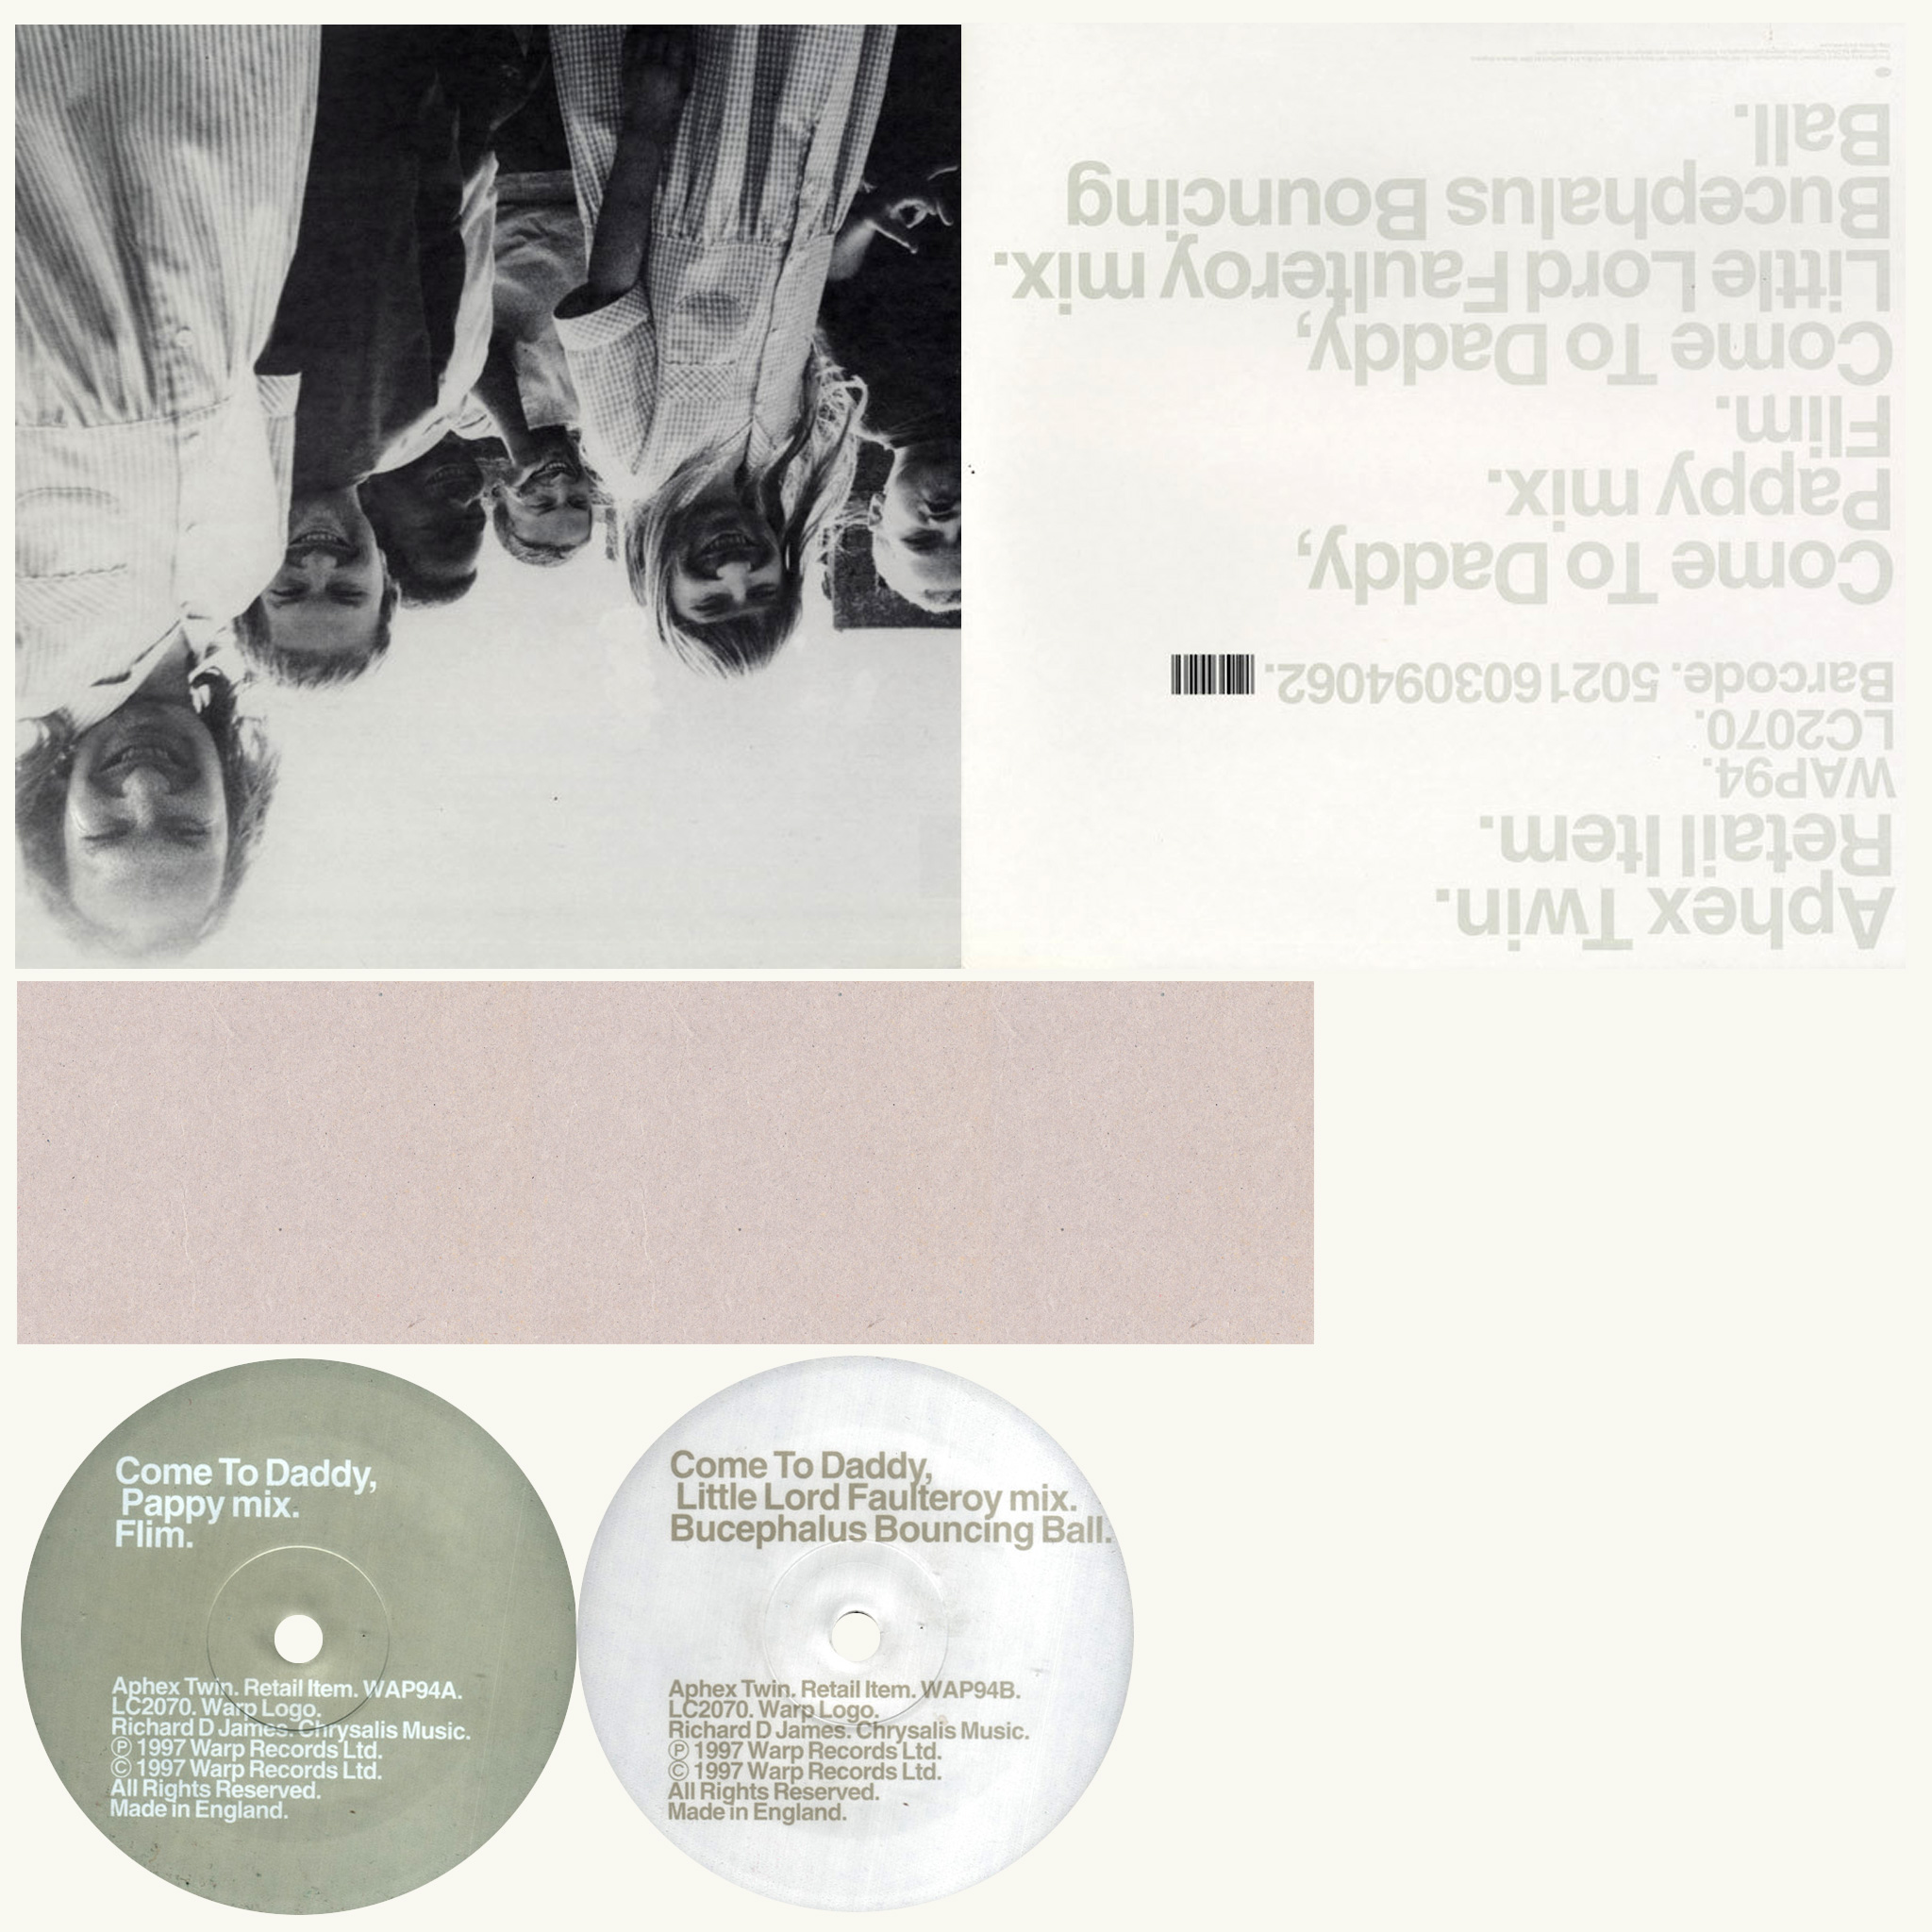 Aphex Twin.
Retail Item.
WAP94.
LC2070.
Barcode. 5021603094062.
Come To Daddy,
Pappy mix.
Flim.
Come To Daddy,
Little Lord Faulteroy mix.
Bucephalus Bouncing
Ball.
Come To Daddy,
Pappy mix.
Flim.
Aphex Twin. Retail Item. WAP94A.
LC2070. Warp Logo.
Richard D James. Chrysalis Music.
Ⓟ 1997 Warp Records Ltd.
© 1997 Warp Records Ltd.
All Rights Reserved.
Made in England.
Come To Daddy,
Little Lord Faulteroy mix.
Bucephalus Bouncing Ball.
Aphex Twin. Retail Item. WAP94B.
LC2070. Warp Logo.
Richard D James. Chrysalis Music.
Ⓟ 1997 Warp Records Ltd.
© 1997 Warp Records Ltd.
All Rights Reserved.
Made in England.